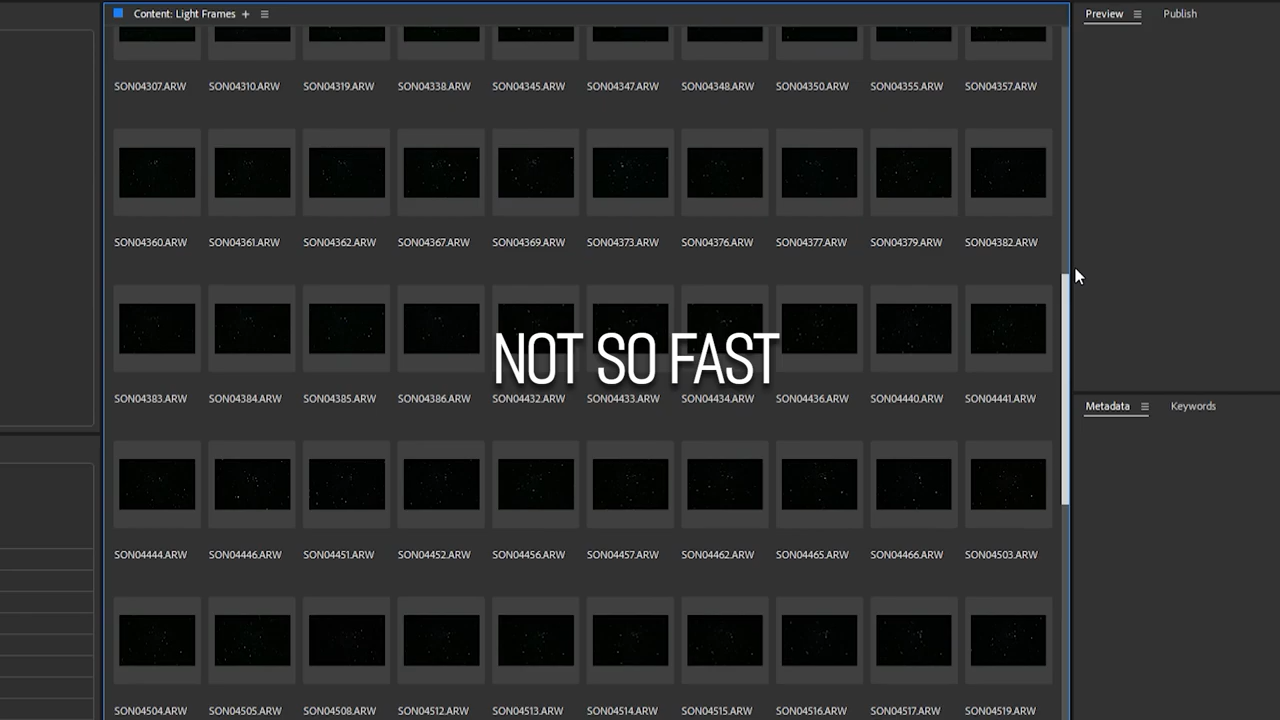 Content: Light Frames + 
Preview Publish
SON04307.ARW SON04310.ARW SON04319.ARW SON04338.ARW SON04345.ARW SON04347.ARW SON04348.ARW SON04350.ARW SON04355.ARW SON04357.ARW
SON04360.ARW SON04361.ARW SON04362.ARW SON04367.ARW SON04369.ARW SON04373.ARW SON04376.ARW SON04377.ARW SON04379.ARW SON04382.ARW
NOT SO FAST
SON04383.ARW SON04384.ARW SON04385.ARW SON04386.ARW SON04432.ARW SON04433.ARW SON04434.ARW SON04436.ARW SON04440.ARW SON04441.ARW
Metadata Keywords
SON04444.ARW SON04446.ARW SON04451.ARW SON04452.ARW SON04456.ARW SON04457.ARW SON04462.ARW SON04465.ARW SON04466.ARW SON04503.ARW
SON04504.ARW SON04505.ARW SON04508.ARW SON04512.ARW SON04513.ARW SON04514.ARW SON04515.ARW SON04516.ARW SON04517.ARW SON04519.ARW